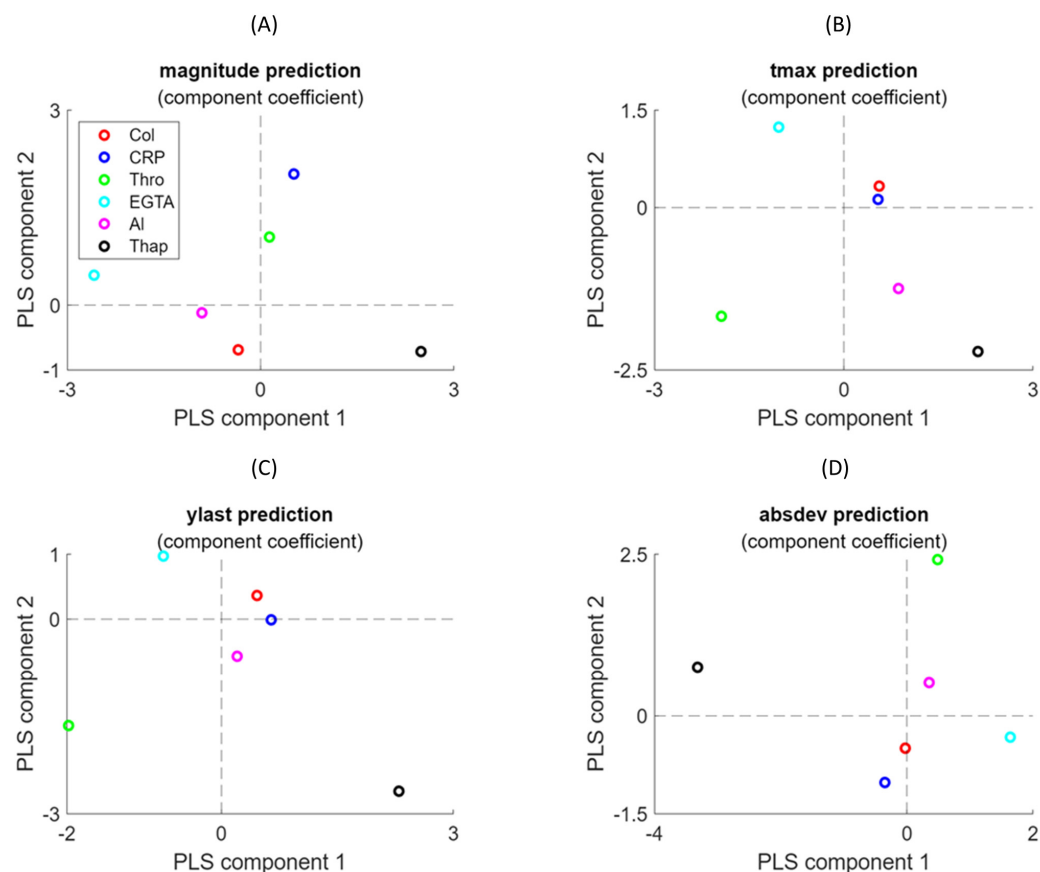 (A)
magnitude prediction
(component coefficient)
3
0
-1
PLS component 2
Col
CRP
Thro
EGTA
AI
Thap
-3
0
3
PLS component 1
(B)
tmax prediction
(component coefficient)
1.5
0
-2.5
PLS component 2
-3
0
3
PLS component 1
(C)
ylast prediction
(component coefficient)
1
0
-3
PLS component 2
-2
0
3
PLS component 1
(D)
absdev prediction
(component coefficient)
2.5
0
-1.5
PLS component 2
-4
0
2
PLS component 1